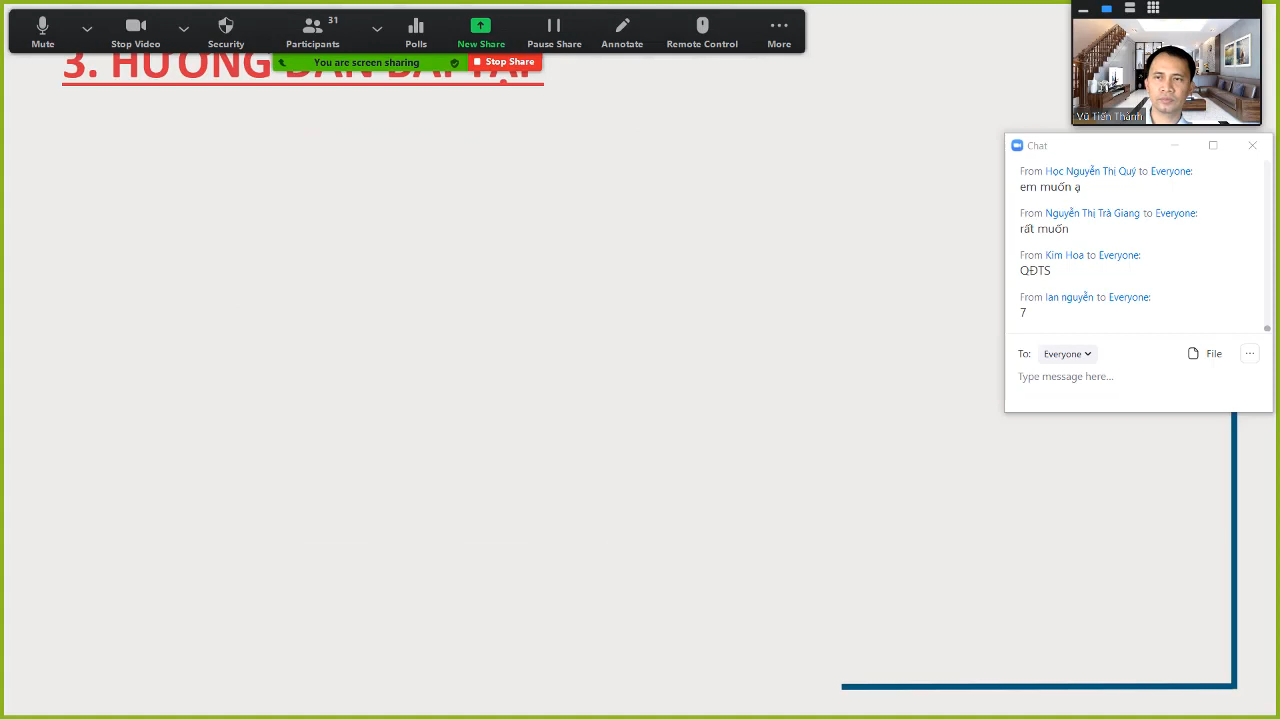 31
Mute
Stop Video
Security
Participants
Polls
New Share
Pause Share
Annotate
Remote Control
More
You are screen sharing
Stop Share
3. HƯỚNG
Vũ Tiến Thành
Chat
From Học Nguyễn Thị Quý to Everyone:
em muốn ạ
From Nguyễn Thị Trà Giang to Everyone:
rất muốn
From Kim Hoa to Everyone:
QĐTS
From lan nguyễn to Everyone:
7
To: Everyone
File
Type message here...